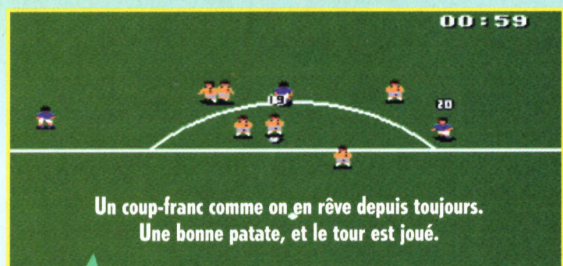 00:59
19
20
Un coup-franc comme on en rêve depuis toujours.
Une bonne patate, et le tour est joué.